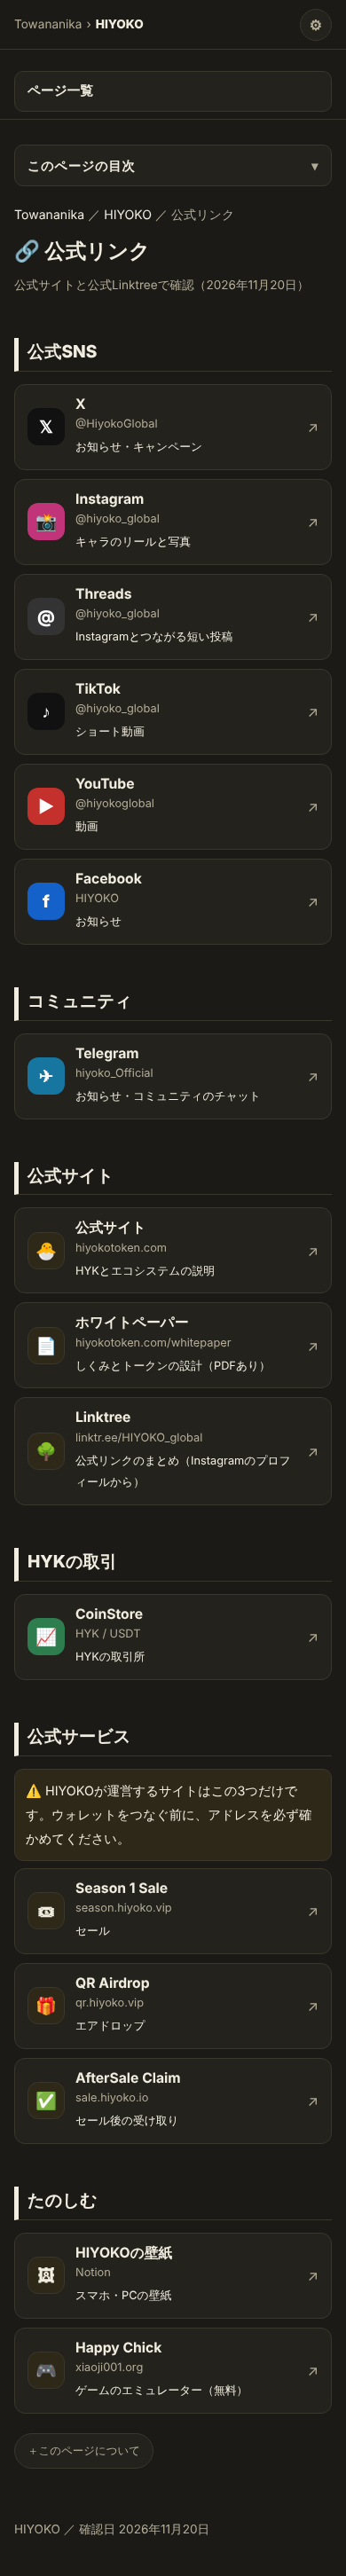 Towananika › HIYOKO
ページ一覧
このページの目次
Towananika ／ HIYOKO ／ 公式リンク
公式リンク
公式サイトと公式Linktreeで確認（2026年11月20日）
公式SNS
X
@HiyokoGlobal
お知らせ・キャンペーン
Instagram
@hiyoko_global
キャラのリールと写真
Threads
@hiyoko_global
Instagramとつながる短い投稿
TikTok
@hiyoko_global
ショート動画
YouTube
@hiyokoglobal
動画
Facebook
HIYOKO
お知らせ
コミュニティ
Telegram
hiyoko_Official
お知らせ・コミュニティのチャット
公式サイト
公式サイト
hiyokotoken.com
HYKとエコシステムの説明
ホワイトペーパー
hiyokotoken.com/whitepaper
しくみとトークンの設計（PDFあり）
Linktree
linktr.ee/HIYOKO_global
公式リンクのまとめ（Instagramのプロフ
ィールから）
HYKの取引
CoinStore
HYK / USDT
HYKの取引所
公式サービス
⚠️ HIYOKOが運営するサイトはこの3つだけで
す。ウォレットをつなぐ前に、アドレスを必ず確
かめてください。
Season 1 Sale
season.hiyoko.vip
セール
QR Airdrop
qr.hiyoko.vip
エアドロップ
AfterSale Claim
sale.hiyoko.io
セール後の受け取り
たのしむ
HIYOKOの壁紙
Notion
スマホ・PCの壁紙
Happy Chick
xiaoji001.org
ゲームのエミュレーター（無料）
＋このページについて
HIYOKO ／ 確認日 2026年11月20日